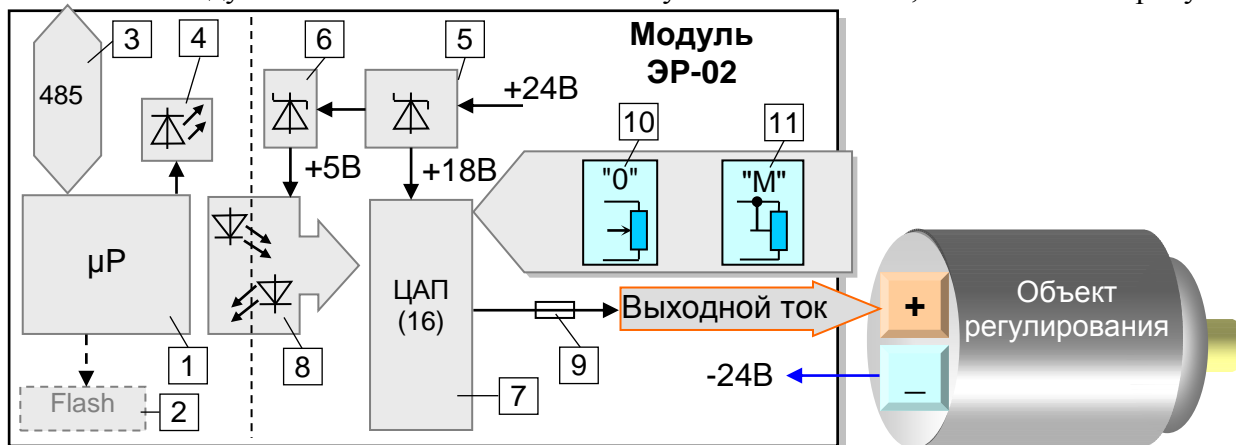 3
4
6
5
Модуль
ЭР-02
485
+24В
10
11
+5В
+18В
"0"
"М"
µP
ЦАП
(16)
Выходной ток
+
Объект
регулирования
1
8
9
-24В
–
Flash
2
7